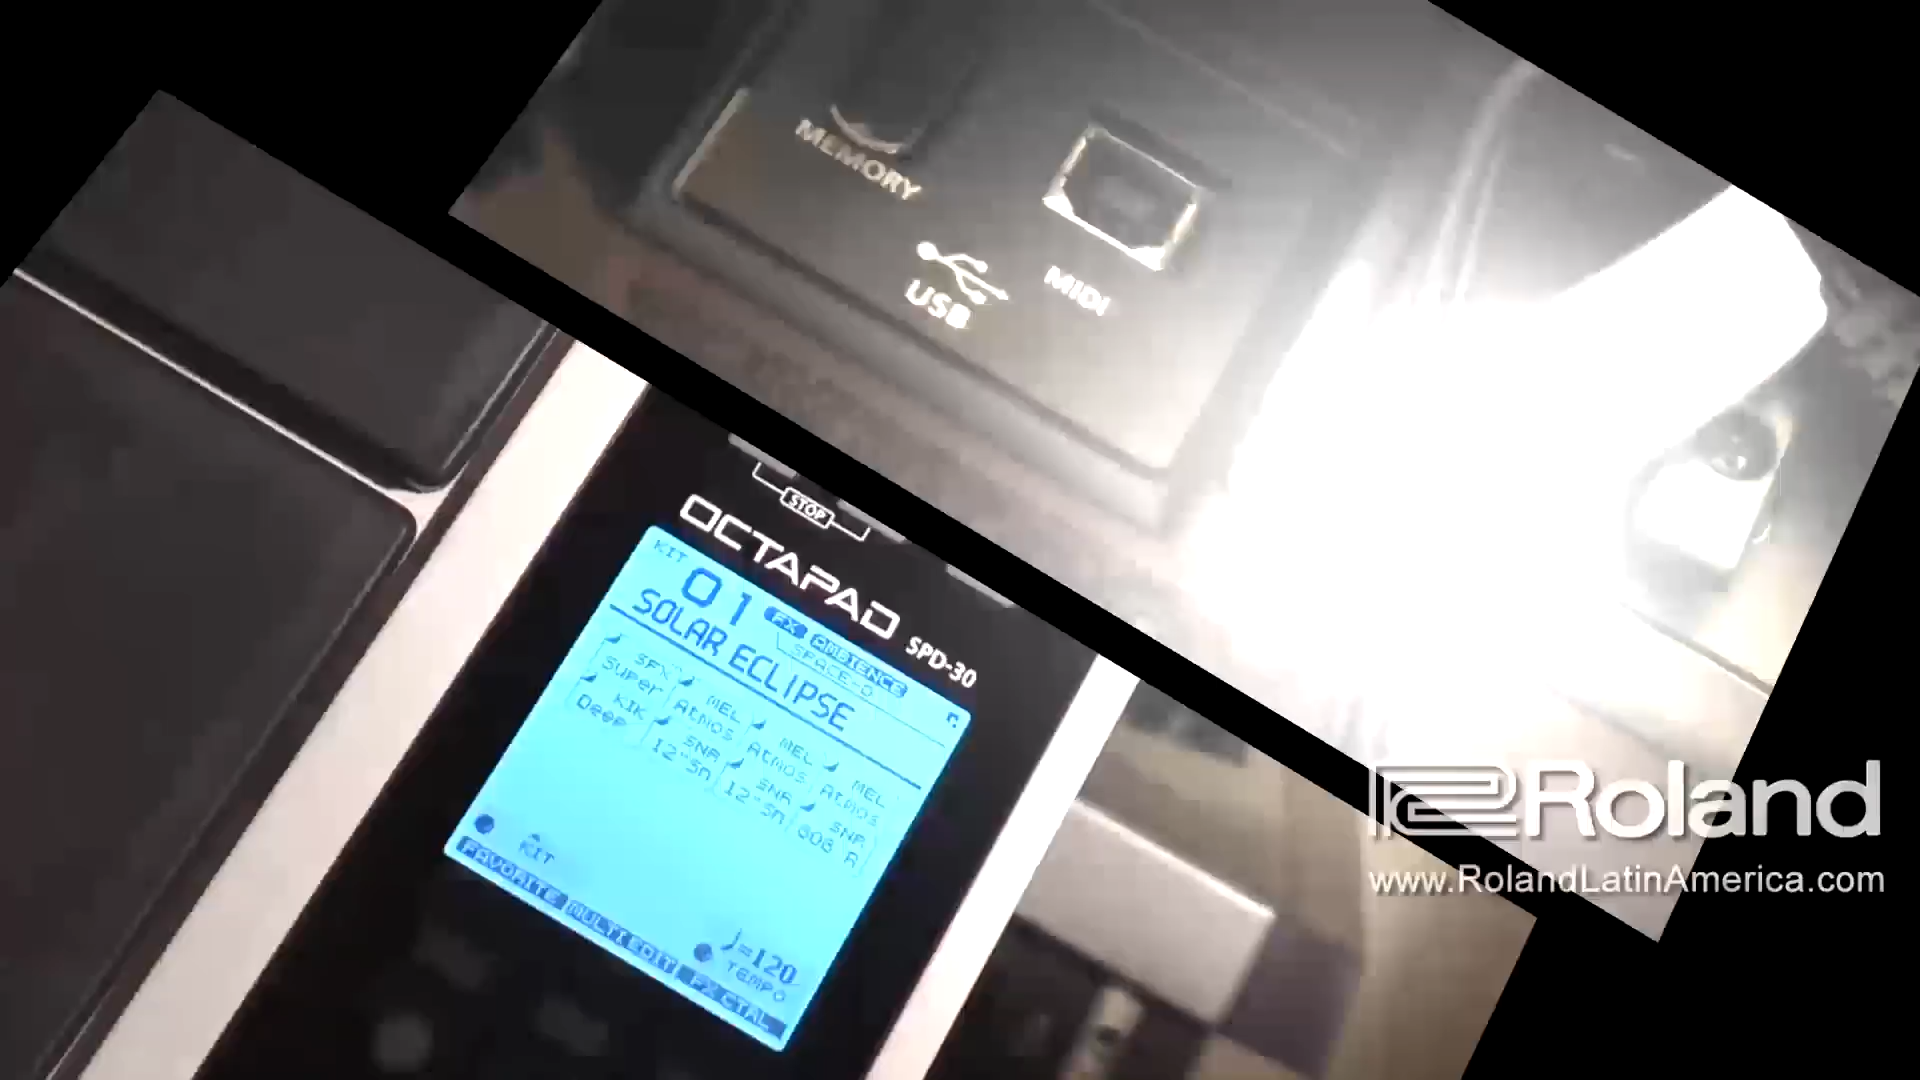 MEMORY
USB
MIDI
STOP
OCTAPAD SPD-30
KIT 01
FX AMBIENCE
SPACE-D
SOLAR ECLIPSE
SFX MEL MEL MEL
Super Atmos Atmos Atmos
KIK SNR SNR SNR
Deep 12"Sn 12"Sn 808 R
KIT
♩=120
TEMPO
FAVORITE MULTI EDIT FX CTRL
Roland
www.RolandLatinAmerica.com